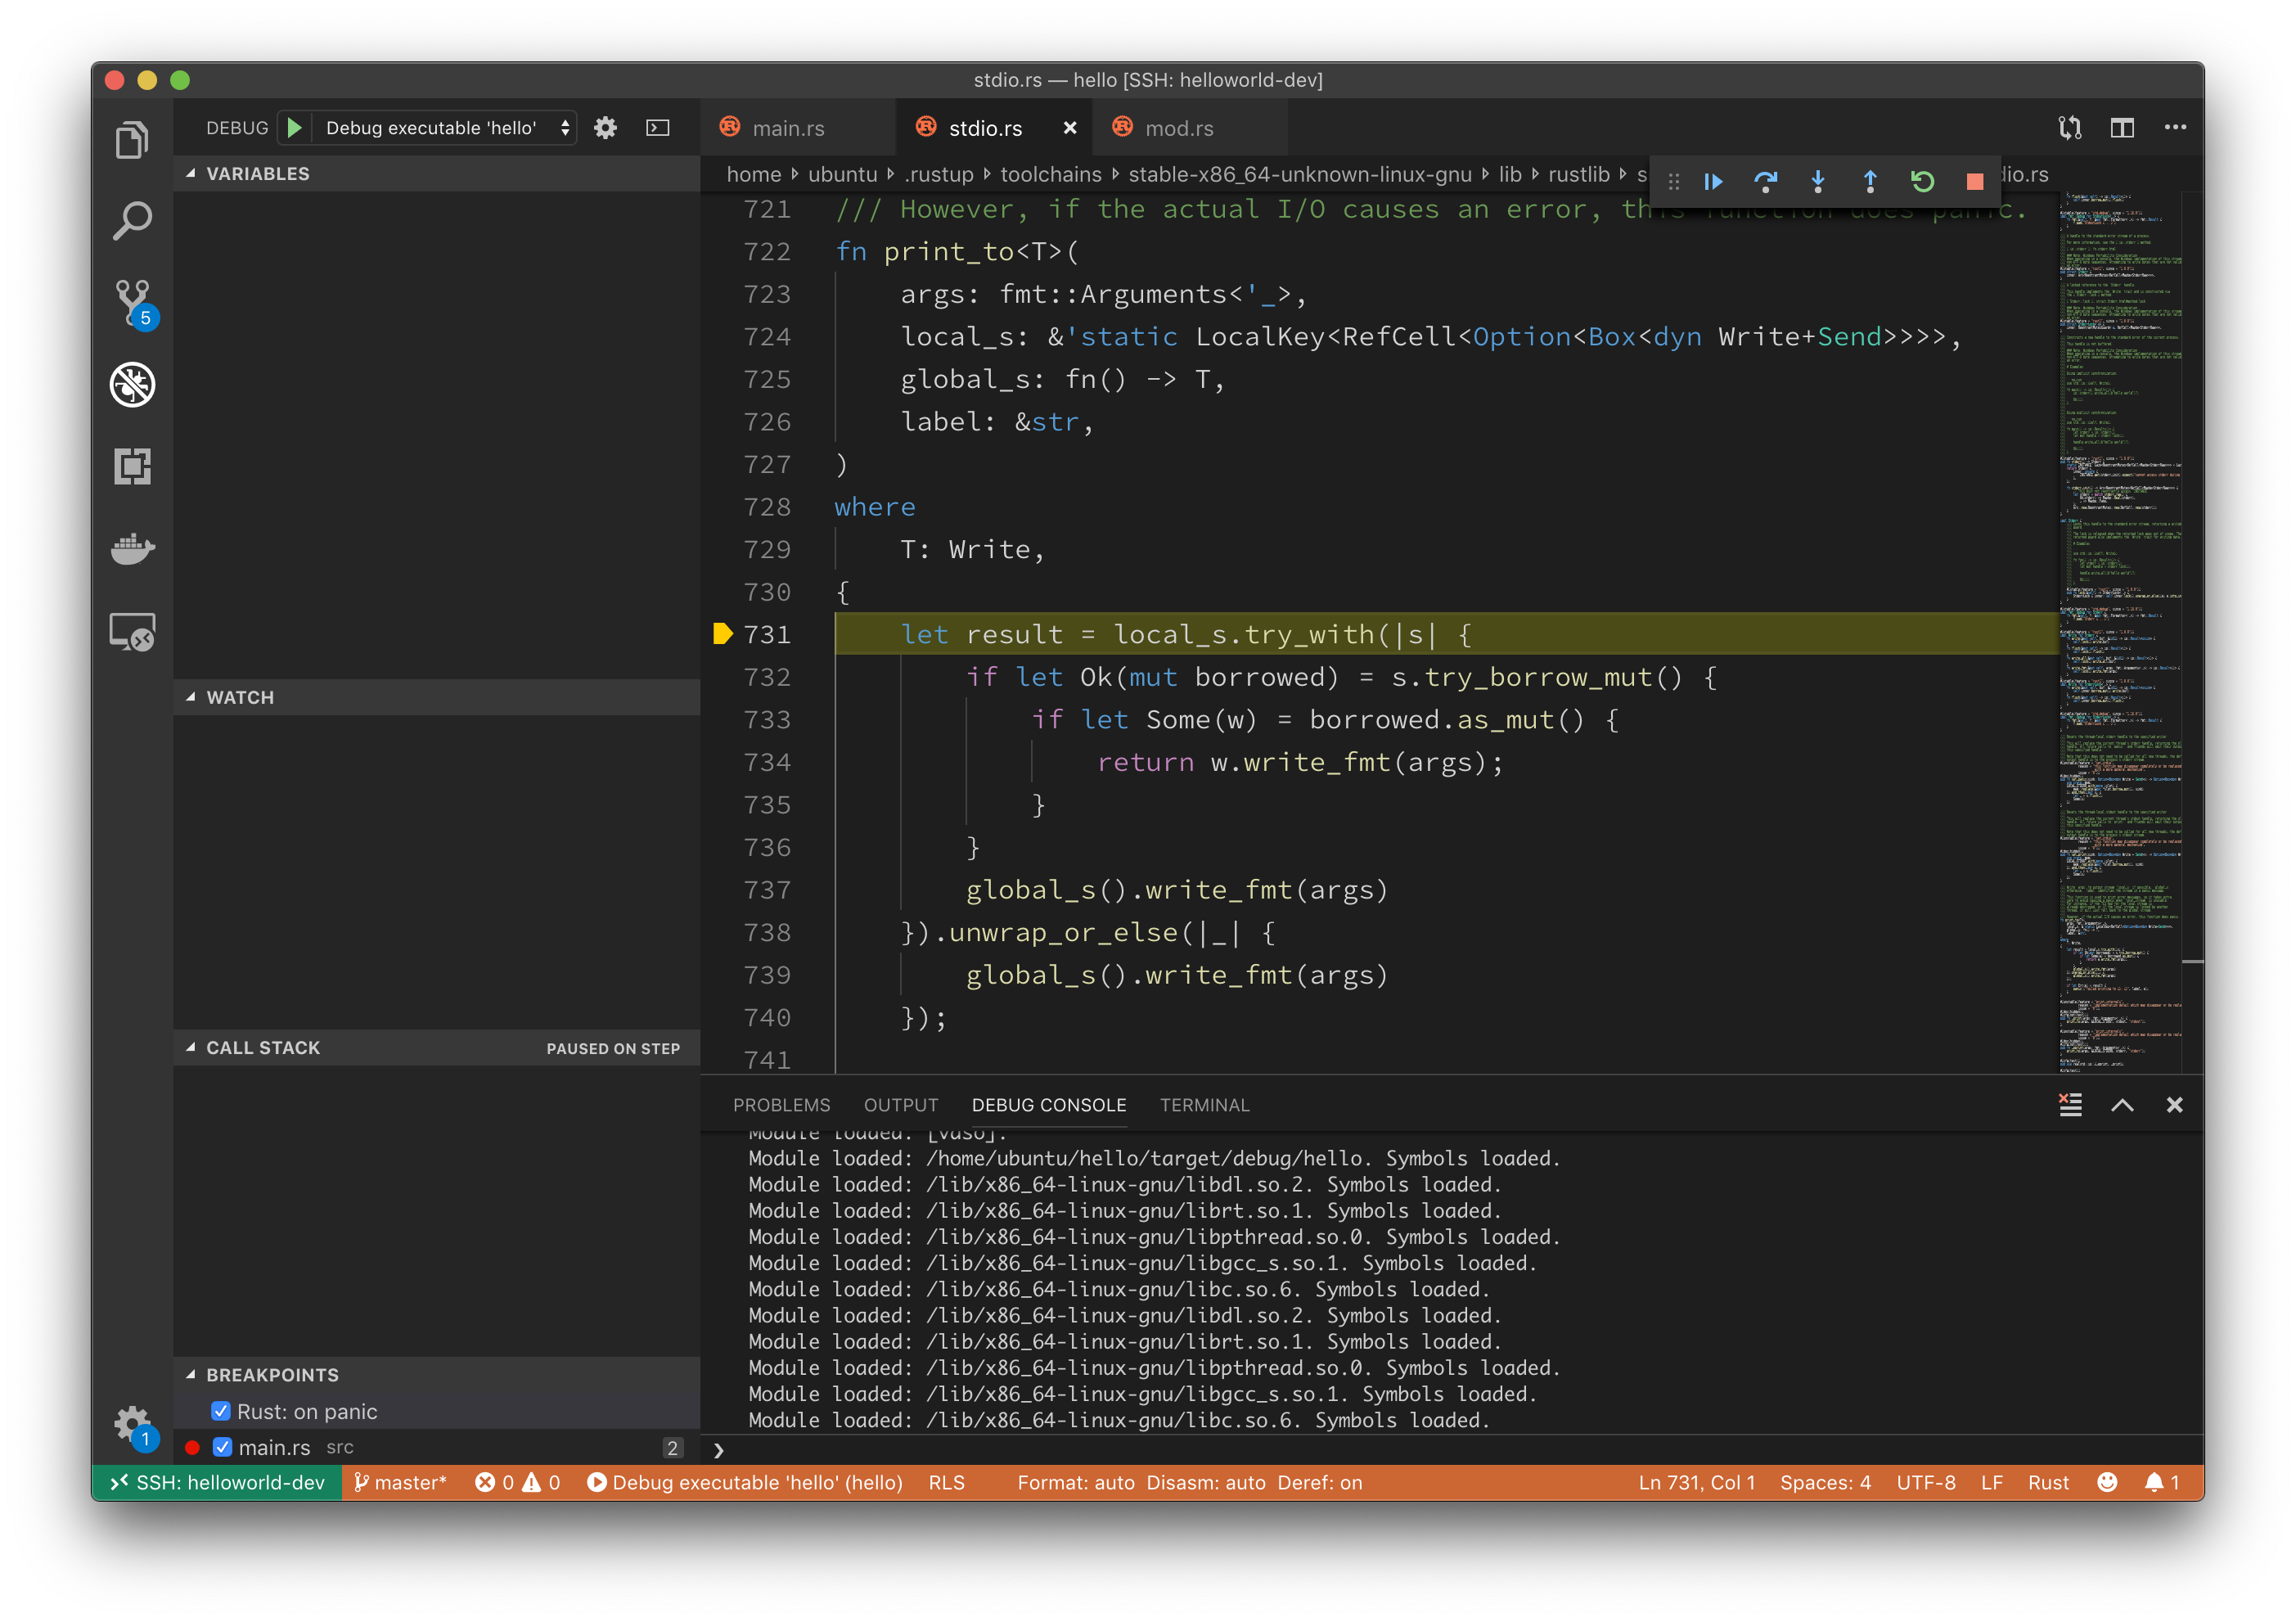 stdio.rs — hello [SSH: helloworld-dev]
DEBUG Debug executable 'hello'
main.rs stdio.rs mod.rs
home ubuntu .rustup toolchains stable-x86_64-unknown-linux-gnu lib rustlib
VARIABLES
721 /// However, if the actual I/O causes an error, this function does panic.
722 fn print_to<T>(
723 args: fmt::Arguments<'_>,
724 local_s: &'static LocalKey<RefCell<Option<Box<dyn Write+Send>>>>,
725 global_s: fn() -> T,
726 label: &str,
727 )
728 where
729 T: Write,
730 {
731 let result = local_s.try_with(|s| {
732 if let Ok(mut borrowed) = s.try_borrow_mut() {
733 if let Some(w) = borrowed.as_mut() {
734 return w.write_fmt(args);
735 }
736 }
737 global_s().write_fmt(args)
738 }).unwrap_or_else(|_| {
739 global_s().write_fmt(args)
740 });
741
5
WATCH
CALL STACK PAUSED ON STEP
BREAKPOINTS
Rust: on panic
main.rs src 2
1
PROBLEMS OUTPUT DEBUG CONSOLE TERMINAL
Module loaded: [vdso].
Module loaded: /home/ubuntu/hello/target/debug/hello. Symbols loaded.
Module loaded: /lib/x86_64-linux-gnu/libdl.so.2. Symbols loaded.
Module loaded: /lib/x86_64-linux-gnu/librt.so.1. Symbols loaded.
Module loaded: /lib/x86_64-linux-gnu/libpthread.so.0. Symbols loaded.
Module loaded: /lib/x86_64-linux-gnu/libgcc_s.so.1. Symbols loaded.
Module loaded: /lib/x86_64-linux-gnu/libc.so.6. Symbols loaded.
Module loaded: /lib/x86_64-linux-gnu/libdl.so.2. Symbols loaded.
Module loaded: /lib/x86_64-linux-gnu/librt.so.1. Symbols loaded.
Module loaded: /lib/x86_64-linux-gnu/libpthread.so.0. Symbols loaded.
Module loaded: /lib/x86_64-linux-gnu/libgcc_s.so.1. Symbols loaded.
Module loaded: /lib/x86_64-linux-gnu/libc.so.6. Symbols loaded.
SSH: helloworld-dev master* 0 0 Debug executable 'hello' (hello) RLS Format: auto Disasm: auto Deref: on Ln 731, Col 1 Spaces: 4 UTF-8 LF Rust 1